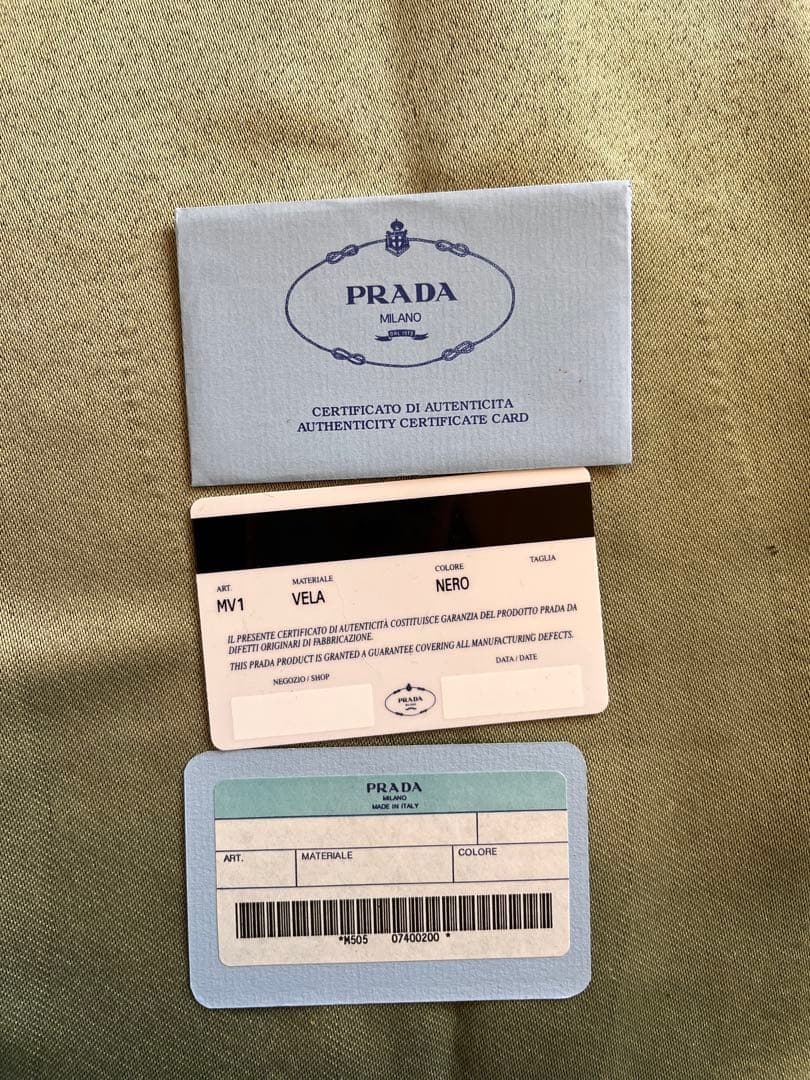 PRADA
MILANO
DAL 1913
CERTIFICATO DI AUTENTICITA
AUTHENTICITY CERTIFICATE CARD
ART. MATERIALE COLORE TAGLIA
MV1 VELA NERO
IL PRESENTE CERTIFICATO DI AUTENTICITÀ COSTITUISCE GARANZIA DEL PRODOTTO PRADA DA
DIFETTI ORIGINARI DI FABBRICAZIONE.
THIS PRADA PRODUCT IS GRANTED A GUARANTEE COVERING ALL MANUFACTURING DEFECTS.
NEGOZIO / SHOP DATA / DATE
PRADA
MILANO
PRADA
MILANO
MADE IN ITALY
ART. MATERIALE COLORE
*M505 07400200 *